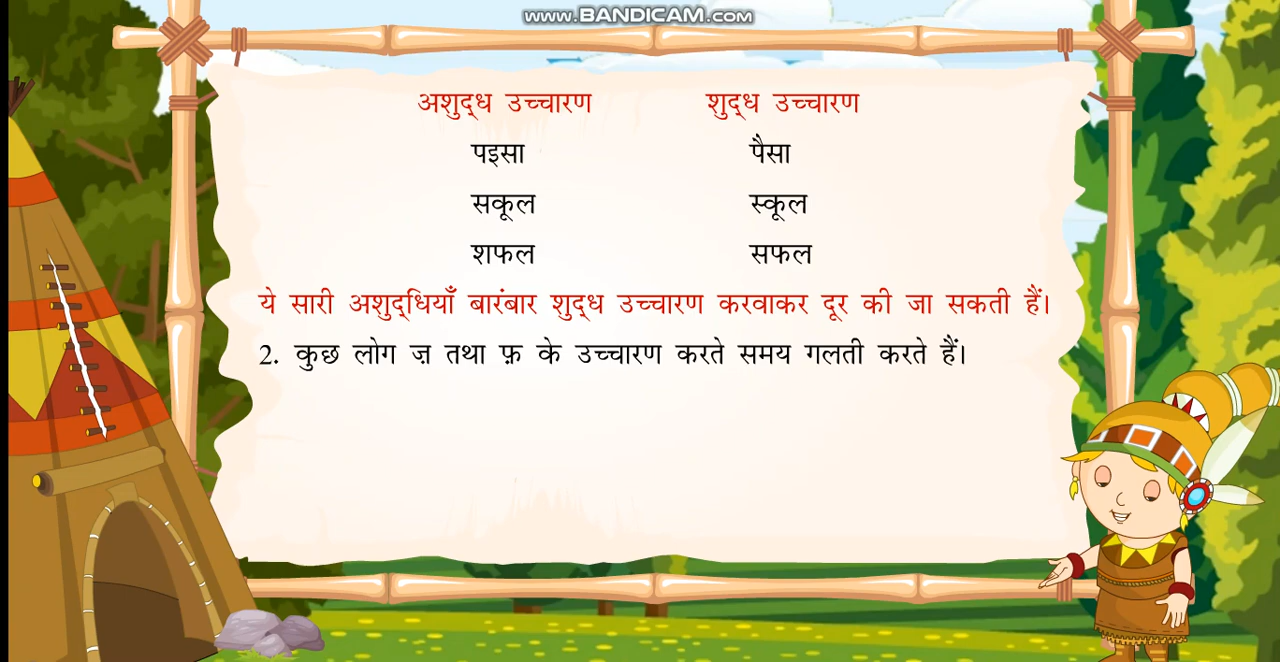 www.BANDICAM.com
अशुद्ध उच्चारण शुद्ध उच्चारण
पइसा पैसा
सकूल स्कूल
शफल सफल
ये सारी अशुद्धियाँ बारंबार शुद्ध उच्चारण करवाकर दूर की जा सकती हैं।
2. कुछ लोग ज़ तथा फ़ के उच्चारण करते समय गलती करते हैं।